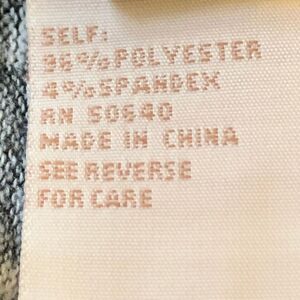 SELF:
96% POLYESTER
4% SPANDEX
RN 50640
MADE IN CHINA
SEE REVERSE
FOR CARE